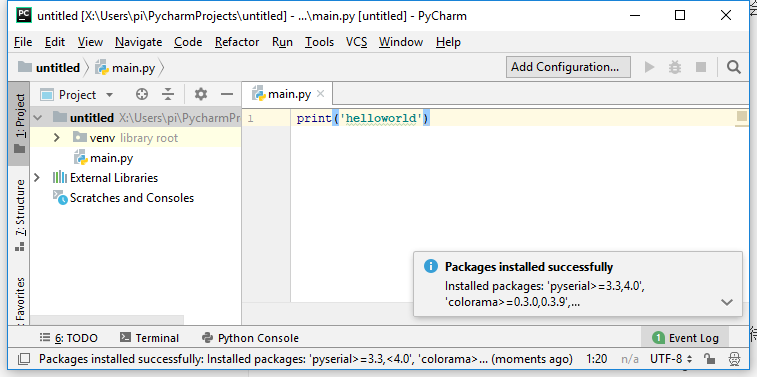 untitled [X:\Users\pi\PycharmProjects\untitled] - ...\main.py [untitled] - PyCharm
File Edit View Navigate Code Refactor Run Tools VCS Window Help
untitled main.py Add Configuration...
1: Project
Project
main.py
untitled X:\Users\pi\PycharmPr
venv library root
main.py
External Libraries
Scratches and Consoles
7: Structure
Favorites
1 print('helloworld')
Packages installed successfully
Installed packages: 'pyserial>=3.3,4.0',
'colorama>=0.3.0,0.3.9',...
6: TODO Terminal Python Console 1 Event Log
Packages installed successfully: Installed packages: 'pyserial>=3.3,<4.0', 'colorama>... (moments ago) 1:20 n/a UTF-8